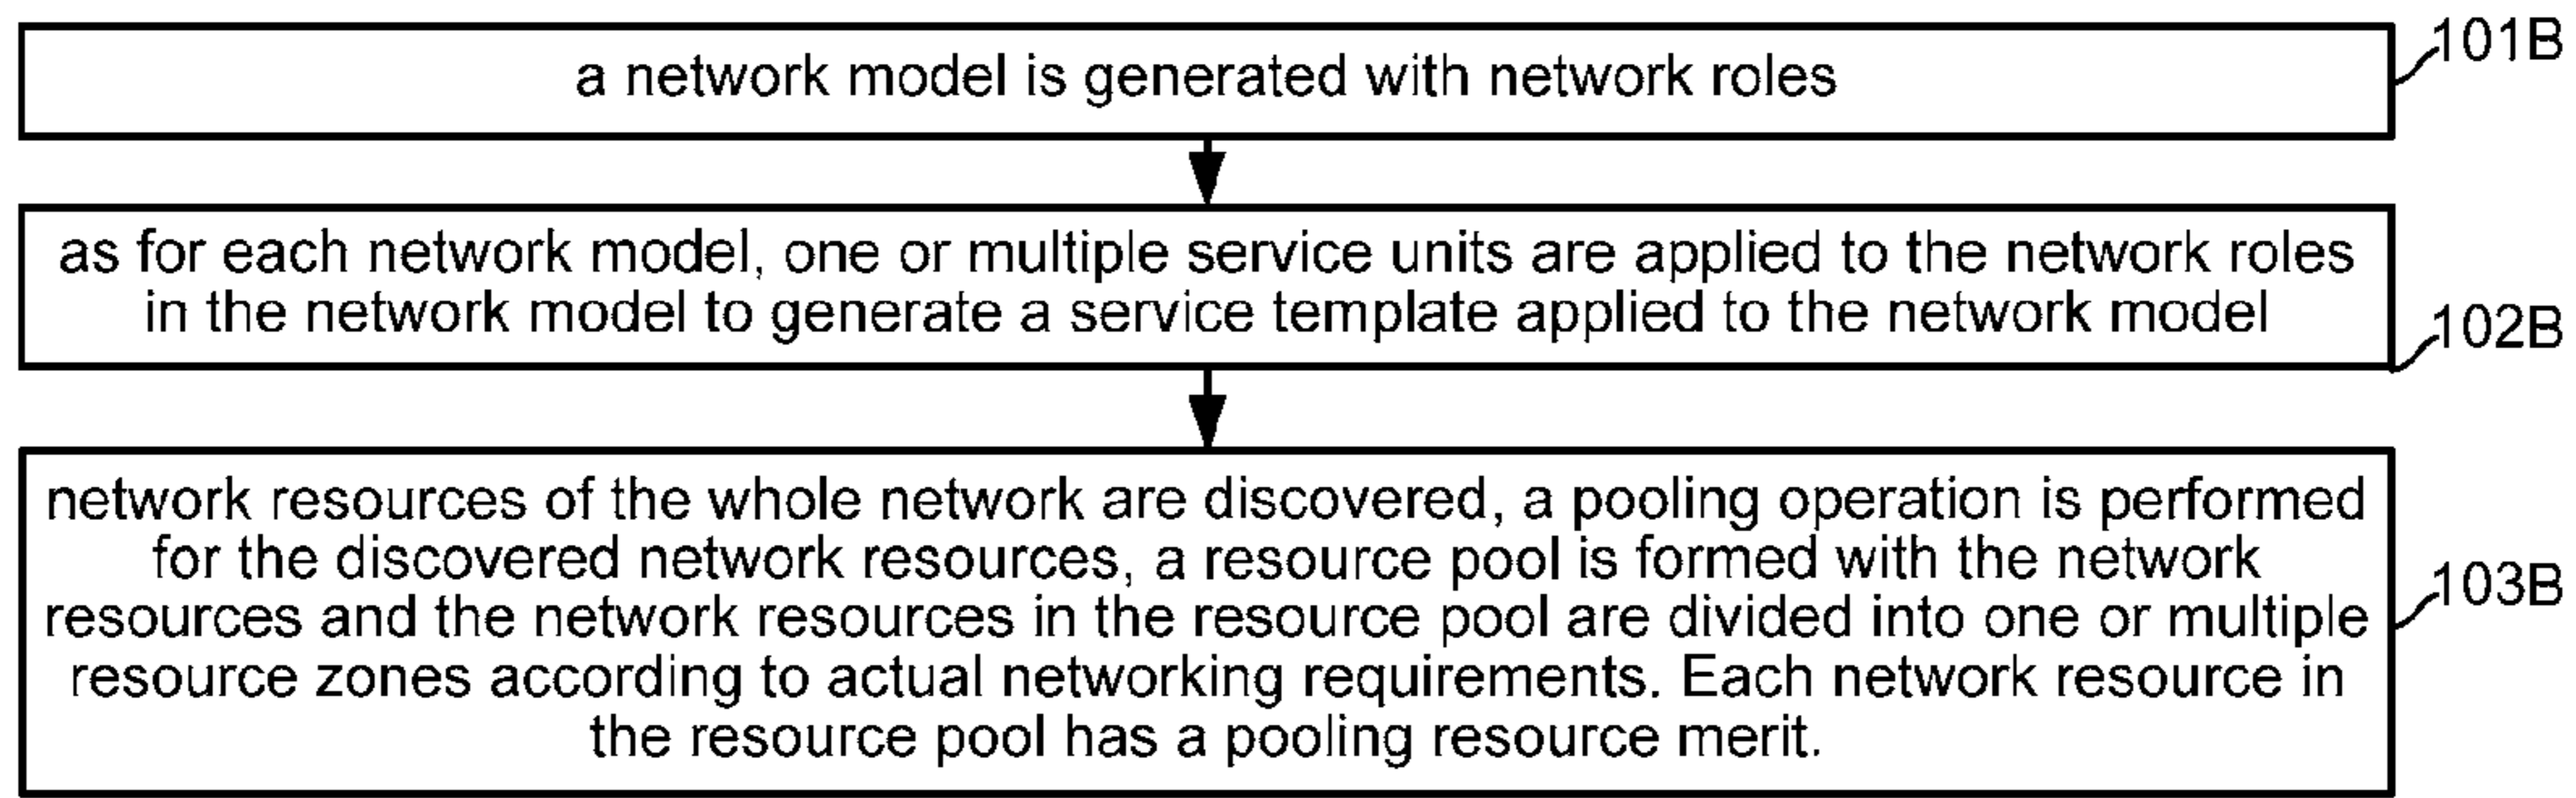 a network model is generated with network roles
101B
as for each network model, one or multiple service units are applied to the network roles
in the network model to generate a service template applied to the network model
102B
network resources of the whole network are discovered, a pooling operation is performed
for the discovered network resources, a resource pool is formed with the network
resources and the network resources in the resource pool are divided into one or multiple
resource zones according to actual networking requirements. Each network resource in
the resource pool has a pooling resource merit.
103B